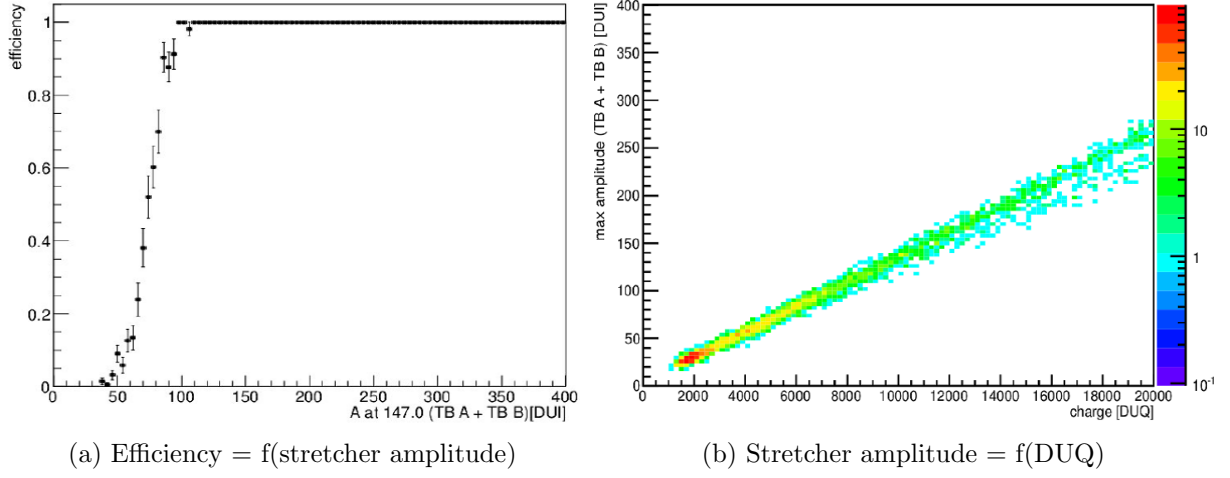 efficiency
1
0.8
0.6
0.4
0.2
0
0 50 100 150 200 250 300 350 400
A at 147.0 (TB A + TB B)[DUI]
(a) Efficiency = f(stretcher amplitude)
max amplitude (TB A + TB B) [DUI]
400
350
300
250
200
150
100
50
0
0 2000 4000 6000 8000 10000 12000 14000 16000 18000 20000
charge [DUQ]
10
1
10-1
(b) Stretcher amplitude = f(DUQ)